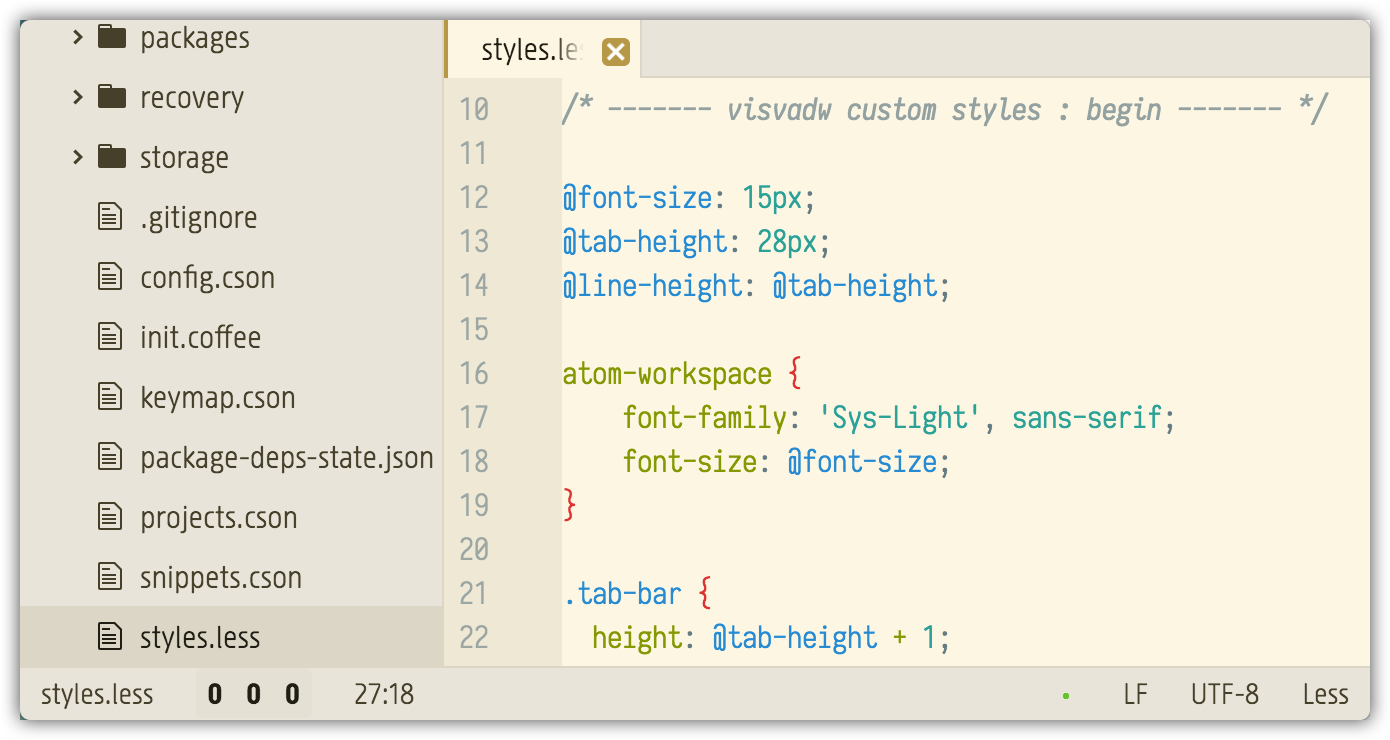 packages
recovery
storage
.gitignore
config.cson
init.coffee
keymap.cson
package-deps-state.json
projects.cson
snippets.cson
styles.less
styles.les
10 /* ------- visvadw custom styles : begin ------- */
11
12 @font-size: 15px;
13 @tab-height: 28px;
14 @line-height: @tab-height;
15
16 atom-workspace {
17     font-family: 'Sys-Light', sans-serif;
18     font-size: @font-size;
19 }
20
21 .tab-bar {
22   height: @tab-height + 1;
styles.less 0 0 0 27:18 LF UTF-8 Less